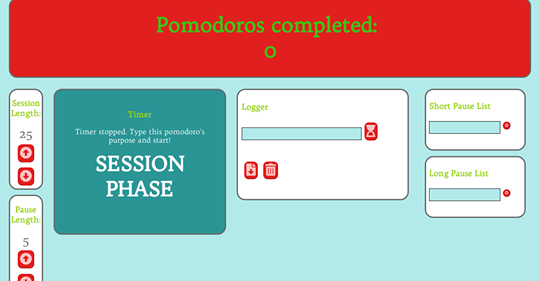 Pomodoros completed:
0
Session
Length:
25
Pause
Length:
5
Timer
Timer stopped. Type this pomodoro's
purpose and start!
SESSION
PHASE
Logger
Short Pause List
Long Pause List